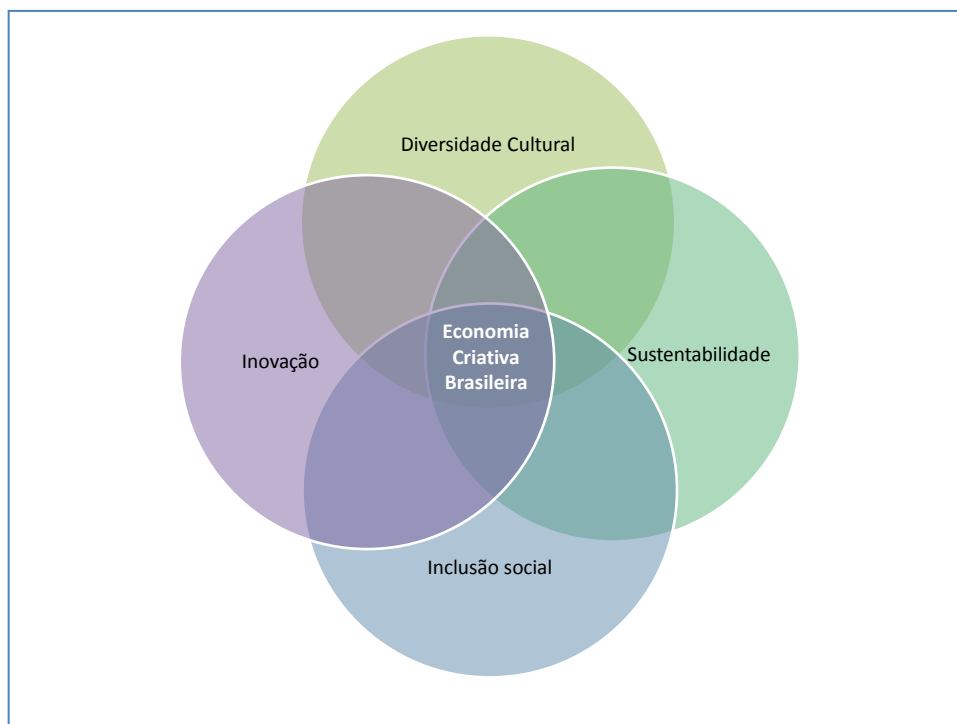 Diversidade Cultural
Inovação
Economia
Criativa
Brasileira
Sustentabilidade
Inclusão social